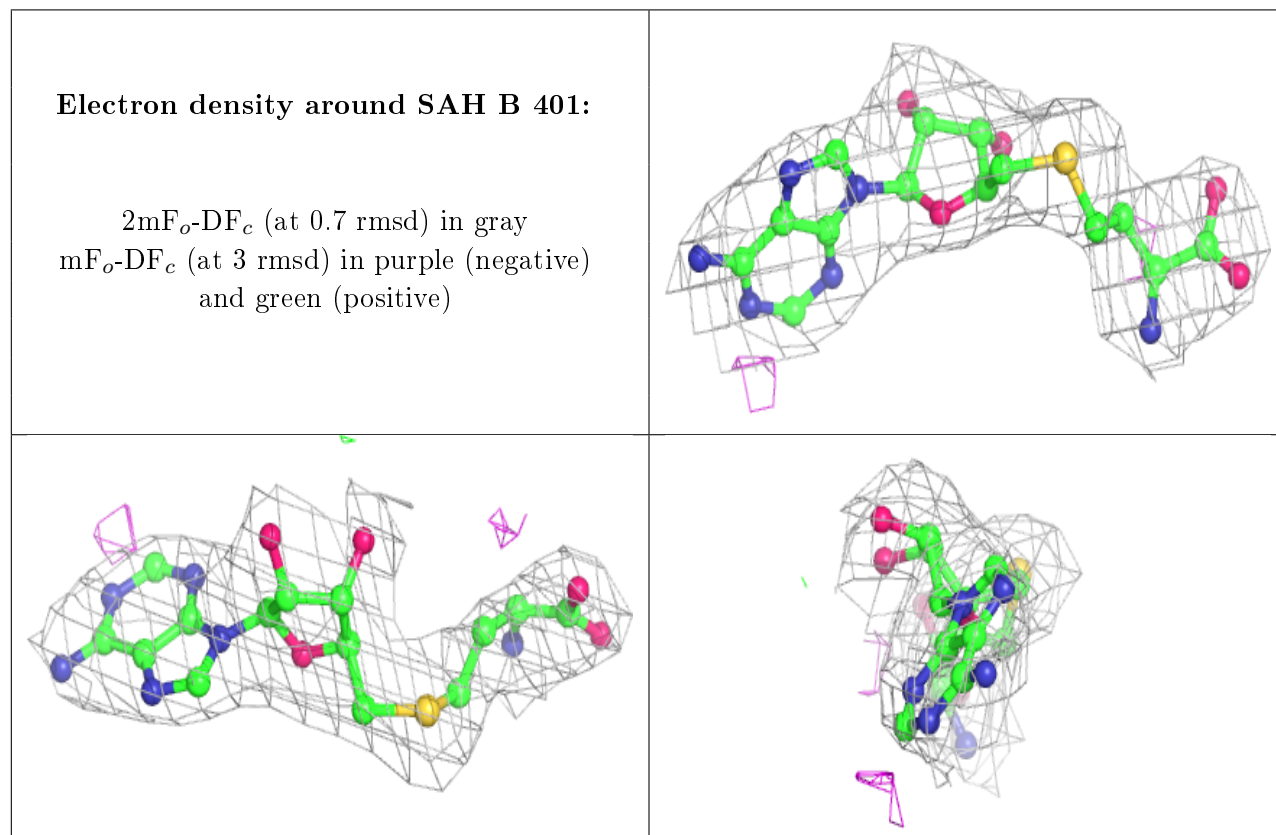 Electron density around SAH B 401:
2mFo-DFc (at 0.7 rmsd) in gray
mFo-DFc (at 3 rmsd) in purple (negative)
and green (positive)